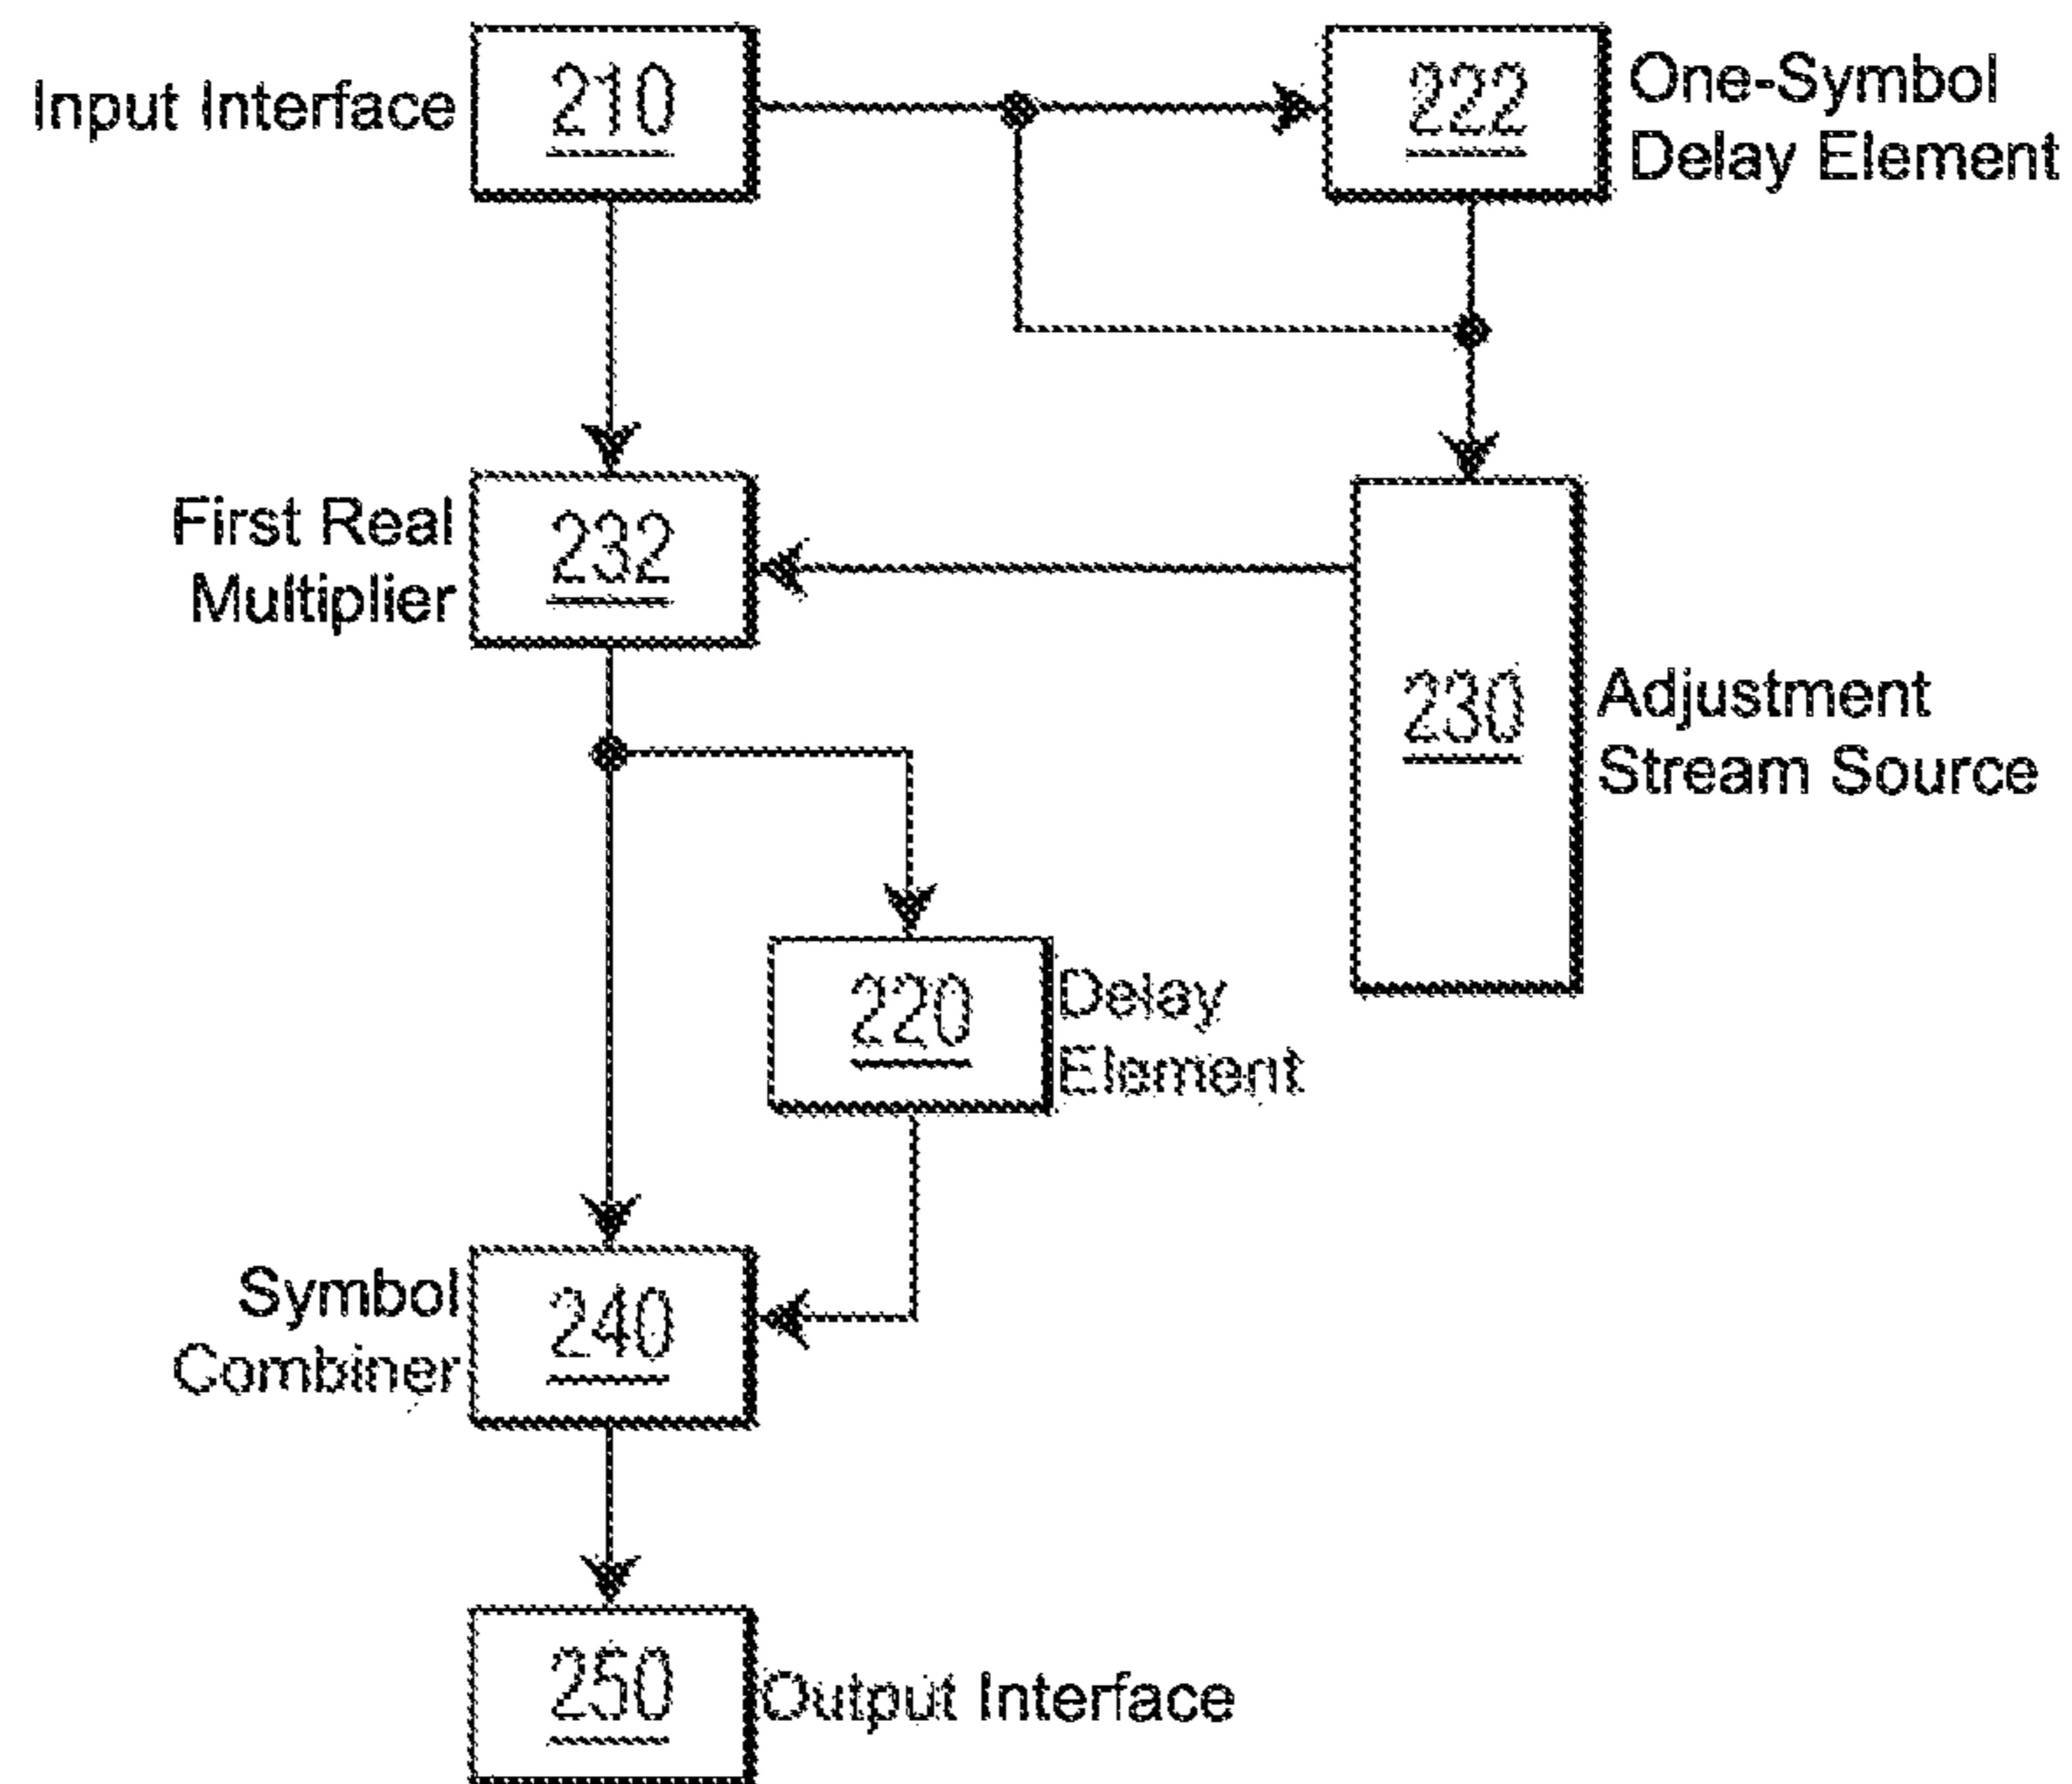 Input Interface
210
222
One-Symbol
Delay Element
First Real
Multiplier
232
230
Adjustment
Stream Source
220
Delay
Element
Symbol
Combiner
240
250
Output Interface